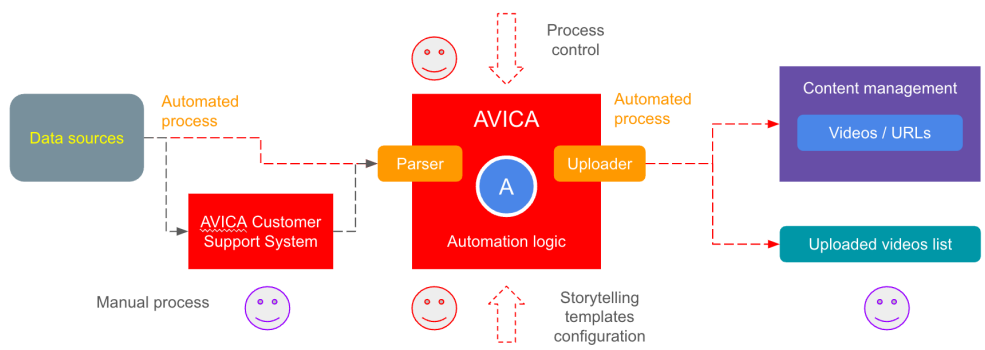 Process
control
Automated
process
Data sources
AVICA
Parser
A
Uploader
Automation logic
Automated
process
Content management
Videos / URLs
AVICA Customer
Support System
Uploaded videos list
Manual process
Storytelling
templates
configuration